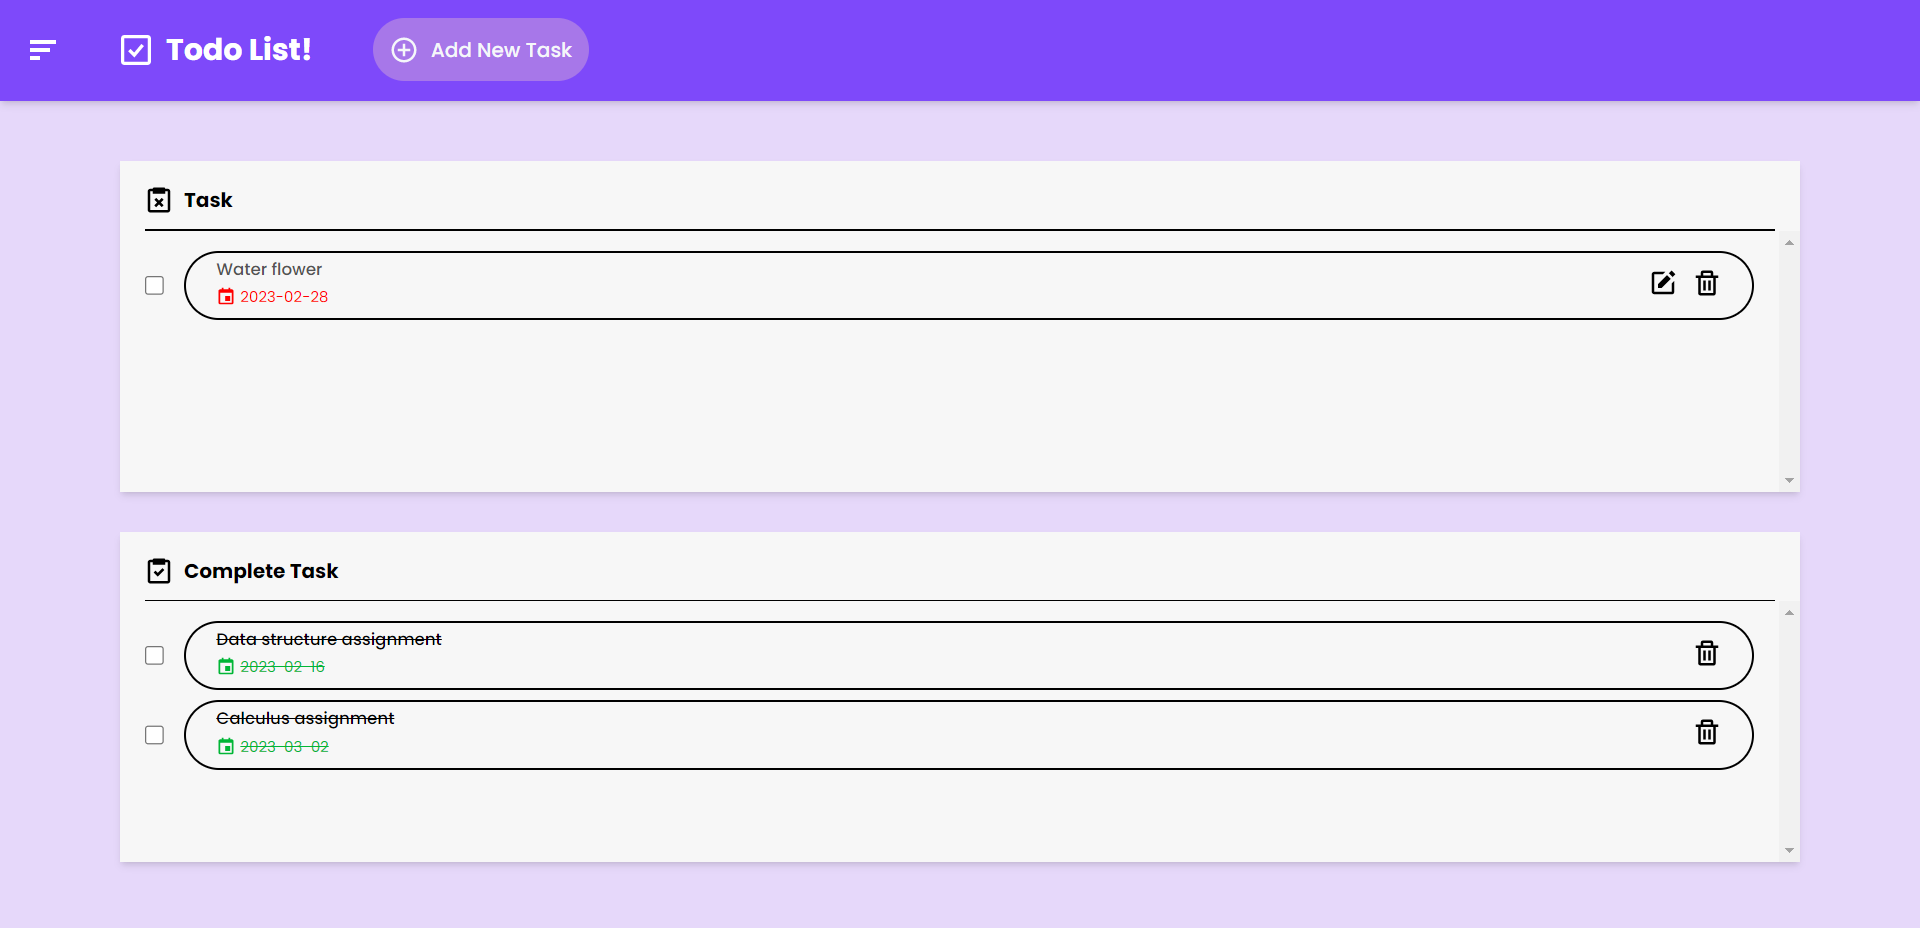 Todo List!
Add New Task
Task
Water flower
2023-02-28
Complete Task
Data structure assignment
2023-02-16
Calculus assignment
2023-03-02